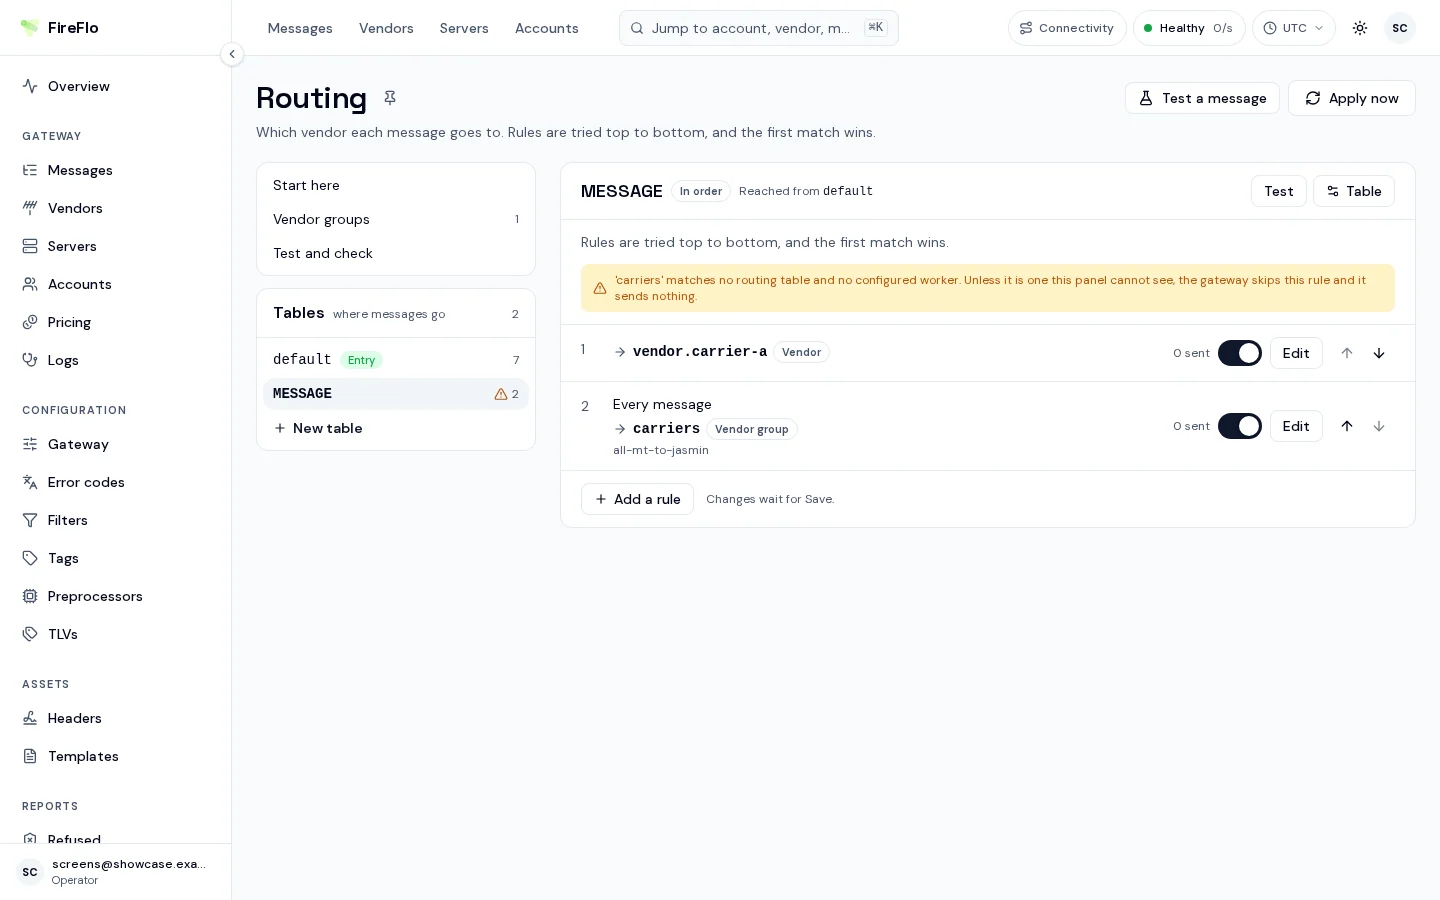 FireFlo
Messages
Vendors
Servers
Accounts
Jump to account, vendor, m...
⌘K
Connectivity
Healthy 0/s
UTC
SC
Overview
GATEWAY
Messages
Vendors
Servers
Accounts
Pricing
Logs
CONFIGURATION
Gateway
Error codes
Filters
Tags
Preprocessors
TLVs
ASSETS
Headers
Templates
REPORTS
Refused
SC
screens@showcase.exa...
Operator
Routing
Test a message
Apply now
Which vendor each message goes to. Rules are tried top to bottom, and the first match wins.
Start here
Vendor groups 1
Test and check
Tables where messages go 2
default Entry 7
MESSAGE 2
New table
MESSAGE In order Reached from default
Test
Table
Rules are tried top to bottom, and the first match wins.
'carriers' matches no routing table and no configured worker. Unless it is one this panel cannot see, the gateway skips this rule and it
sends nothing.
1 → vendor.carrier-a Vendor 0 sent Edit ↑ ↓
2 Every message
→ carriers Vendor group 0 sent Edit ↑ ↓
all-mt-to-jasmin
+ Add a rule Changes wait for Save.